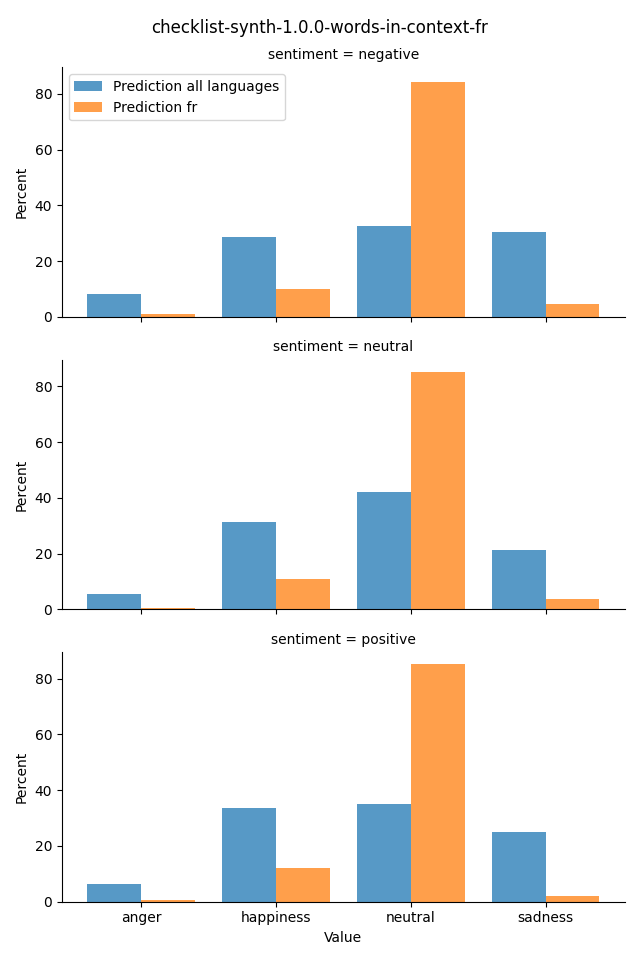 checklist-synth-1.0.0-words-in-context-fr
sentiment = negative
Prediction all languages
Prediction fr
80
60
40
20
0
Percent
sentiment = neutral
80
60
40
20
0
Percent
sentiment = positive
80
60
40
20
0
Percent
anger happiness neutral sadness
Value